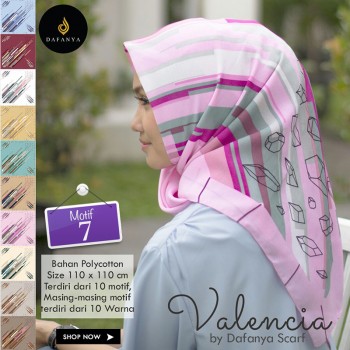 DAFANYA
Motif
7
Bahan Polycotton
Size 110 x 110 cm
Terdiri dari 10 motif,
Masing-masing motif
terdiri dari 10 Warna
SHOP NOW
Valencia
by Dafanya Scarf